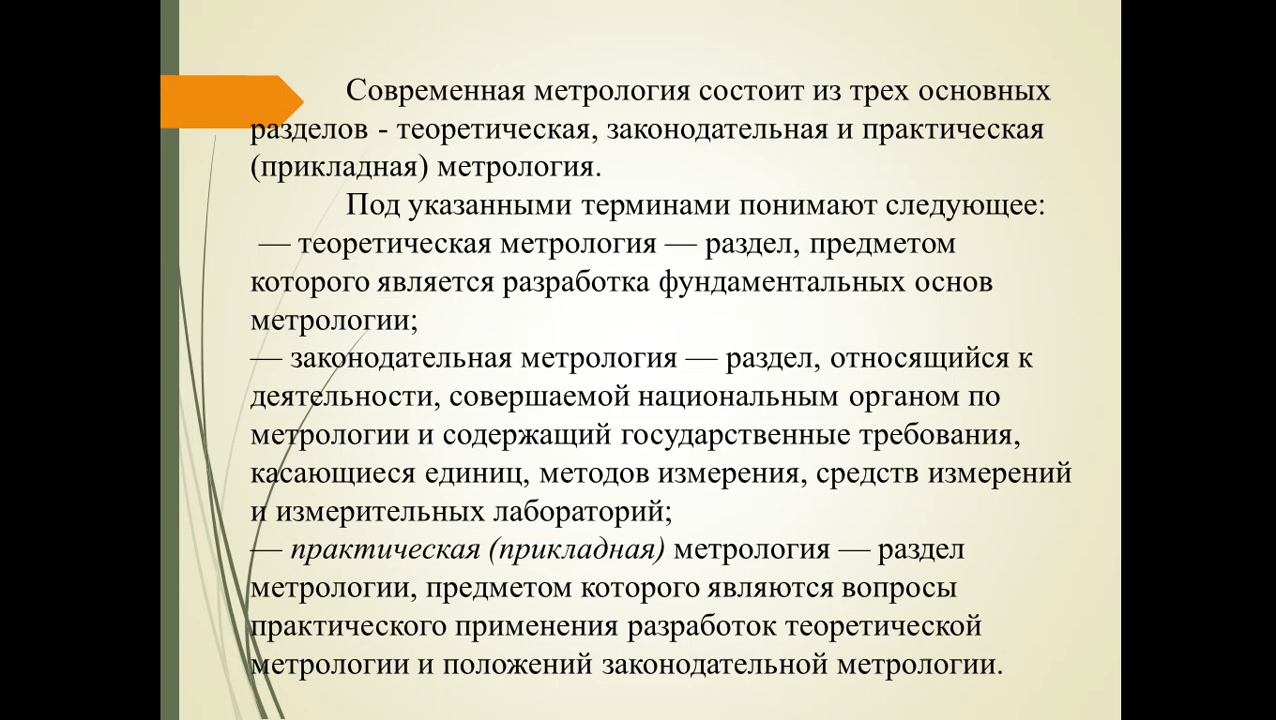 Современная метрология состоит из трех основных
разделов - теоретическая, законодательная и практическая
(прикладная) метрология.
Под указанными терминами понимают следующее:
— теоретическая метрология — раздел, предметом
которого является разработка фундаментальных основ
метрологии;
— законодательная метрология — раздел, относящийся к
деятельности, совершаемой национальным органом по
метрологии и содержащий государственные требования,
касающиеся единиц, методов измерения, средств измерений
и измерительных лабораторий;
— практическая (прикладная) метрология — раздел
метрологии, предметом которого являются вопросы
практического применения разработок теоретической
метрологии и положений законодательной метрологии.